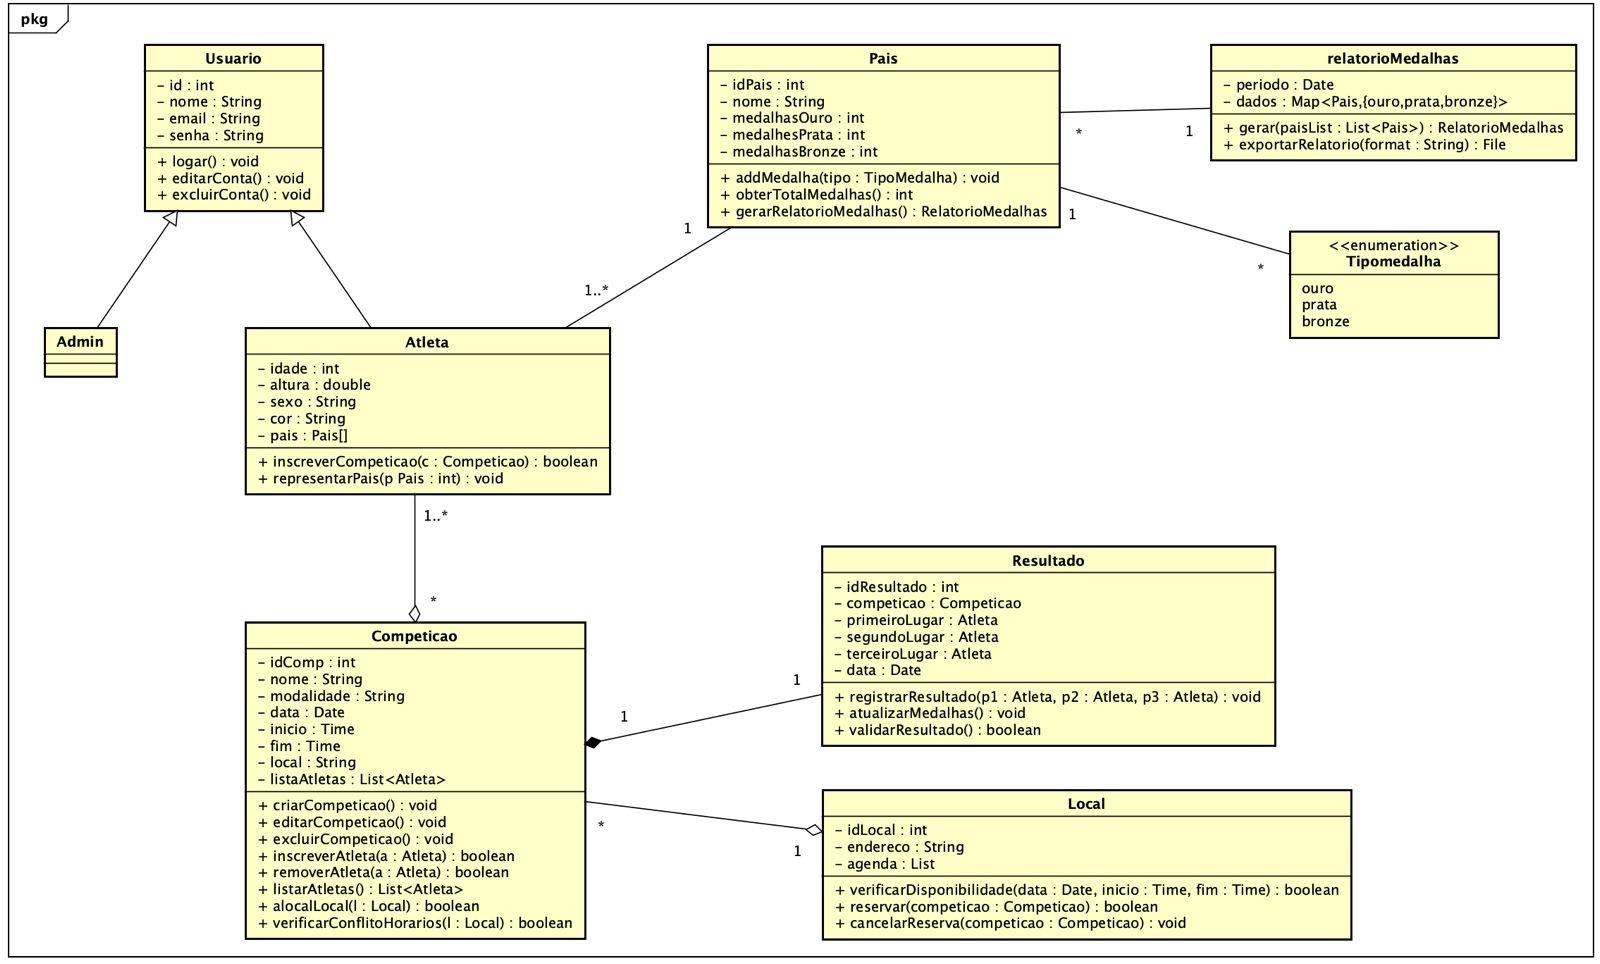 pkg
Usuario
– id : int
– nome : String
– email : String
– senha : String
+ logar() : void
+ editarConta() : void
+ excluirConta() : void
Pais
– idPais : int
– nome : String
– medalhasOuro : int
– medalhesPrata : int
– medalhasBronze : int
+ addMedalha(tipo : TipoMedalha) : void
+ obterTotalMedalhas() : int
+ gerarRelatorioMedalhas() : RelatorioMedalhas
relatorioMedalhas
– periodo : Date
– dados : Map<Pais,{ouro,prata,bronze}>
+ gerar(paisList : List<Pais>) : RelatorioMedalhas
+ exportarRelatorio(format : String) : File
*
1
1
*
<<enumeration>>
Tipomedalha
ouro
prata
bronze
1
1..*
Admin
Atleta
– idade : int
– altura : double
– sexo : String
– cor : String
– pais : Pais[]
+ inscreverCompeticao(c : Competicao) : boolean
+ representarPais(p Pais : int) : void
1..*
*
Competicao
– idComp : int
– nome : String
– modalidade : String
– data : Date
– inicio : Time
– fim : Time
– local : String
– listaAtletas : List<Atleta>
+ criarCompeticao() : void
+ editarCompeticao() : void
+ excluirCompeticao() : void
+ inscreverAtleta(a : Atleta) : boolean
+ removerAtleta(a : Atleta) : boolean
+ listarAtletas() : List<Atleta>
+ alocalLocal(l : Local) : boolean
+ verificarConflitoHorarios(l : Local) : boolean
1
1
Resultado
– idResultado : int
– competicao : Competicao
– primeiroLugar : Atleta
– segundoLugar : Atleta
– terceiroLugar : Atleta
– data : Date
+ registrarResultado(p1 : Atleta, p2 : Atleta, p3 : Atleta) : void
+ atualizarMedalhas() : void
+ validarResultado() : boolean
*
1
Local
– idLocal : int
– endereco : String
– agenda : List
+ verificarDisponibilidade(data : Date, inicio : Time, fim : Time) : boolean
+ reservar(competicao : Competicao) : boolean
+ cancelarReserva(competicao : Competicao) : void